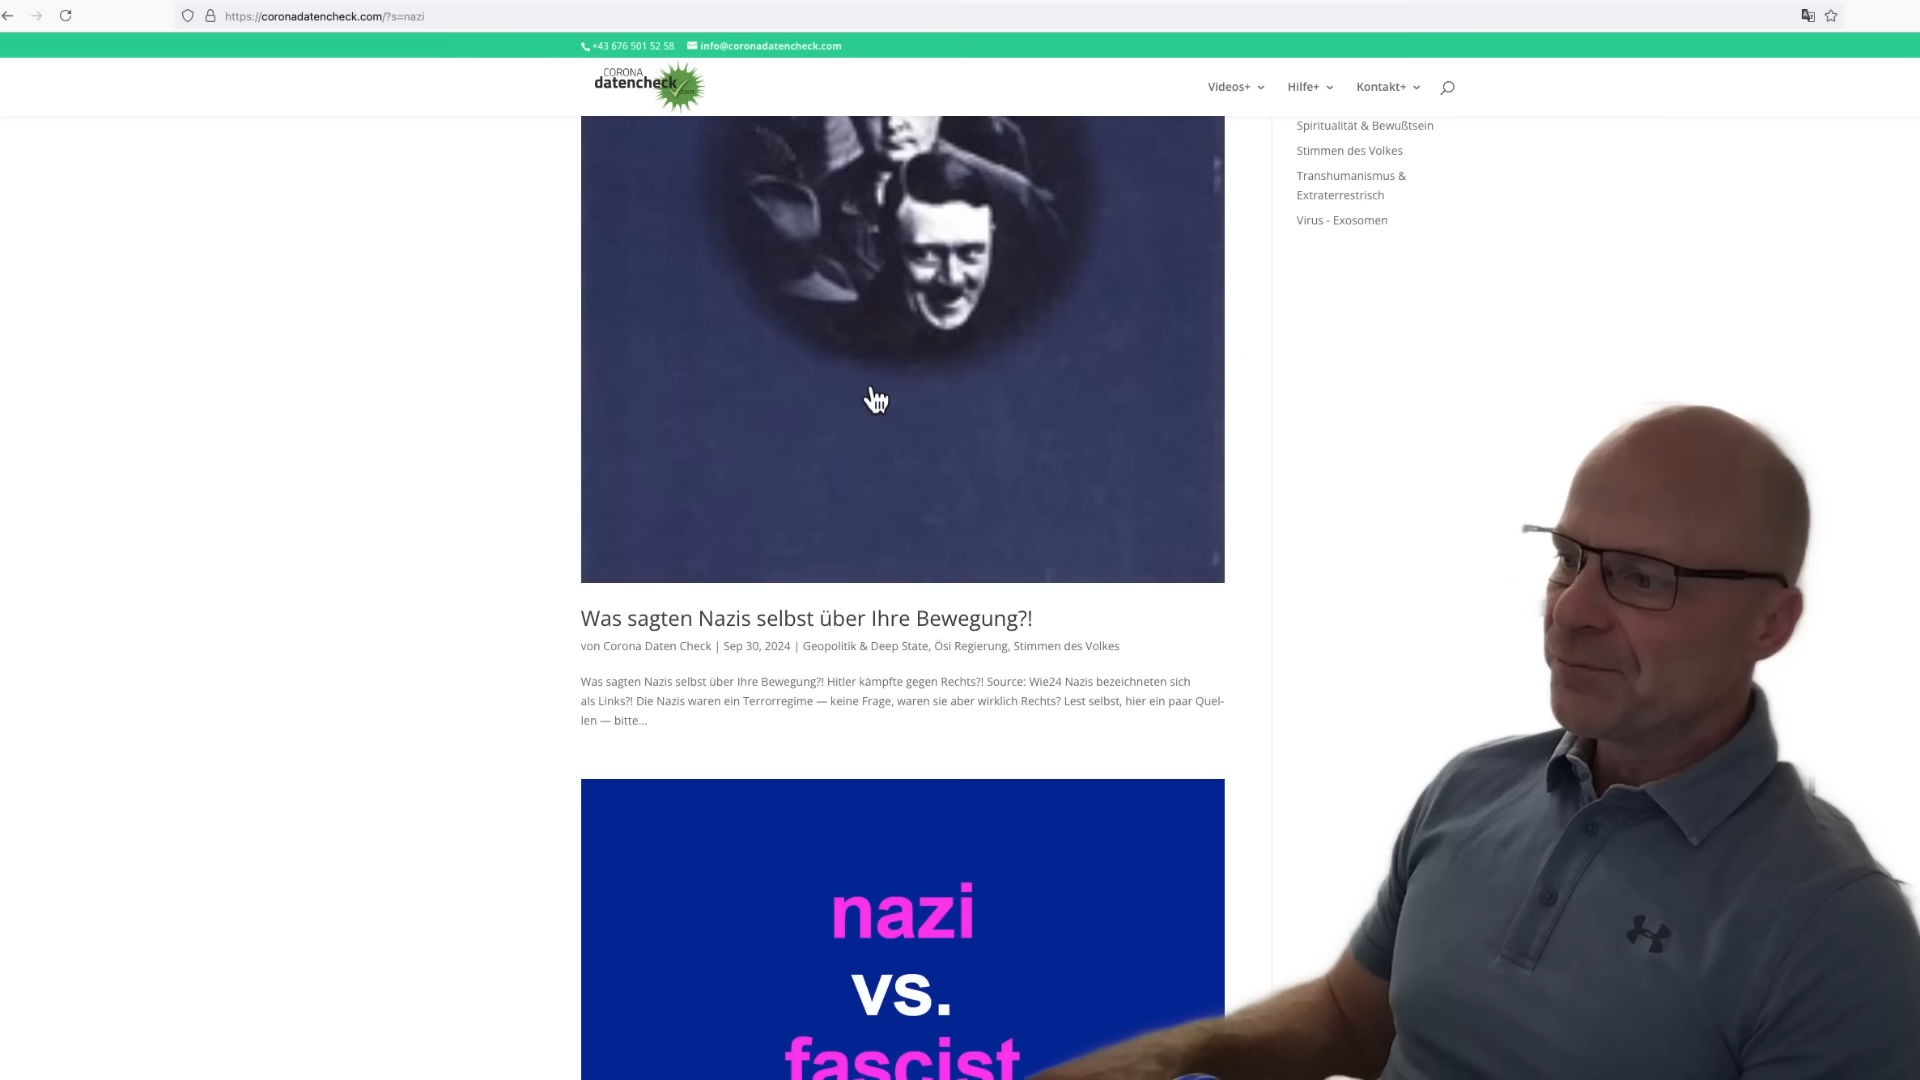 https://coronadatencheck.com/?s=nazi
+43 676 501 52 58 info@coronadatencheck.com
CORONA
datencheck
.com
Videos+ Hilfe+ Kontakt+
Spiritualität & Bewußtsein
Stimmen des Volkes
Transhumanismus &
Extraterrestrisch
Virus - Exosomen
Was sagten Nazis selbst über Ihre Bewegung?!
von Corona Daten Check | Sep 30, 2024 | Geopolitik & Deep State, Ösi Regierung, Stimmen des Volkes
Was sagten Nazis selbst über Ihre Bewegung?! Hitler kämpfte gegen Rechts?! Source: Wie24 Nazis bezeichneten sich
als Links?! Die Nazis waren ein Terrorregime — keine Frage, waren sie aber wirklich Rechts? Lest selbst, hier ein paar Quel-
len — bitte...
nazi
vs.
fascist